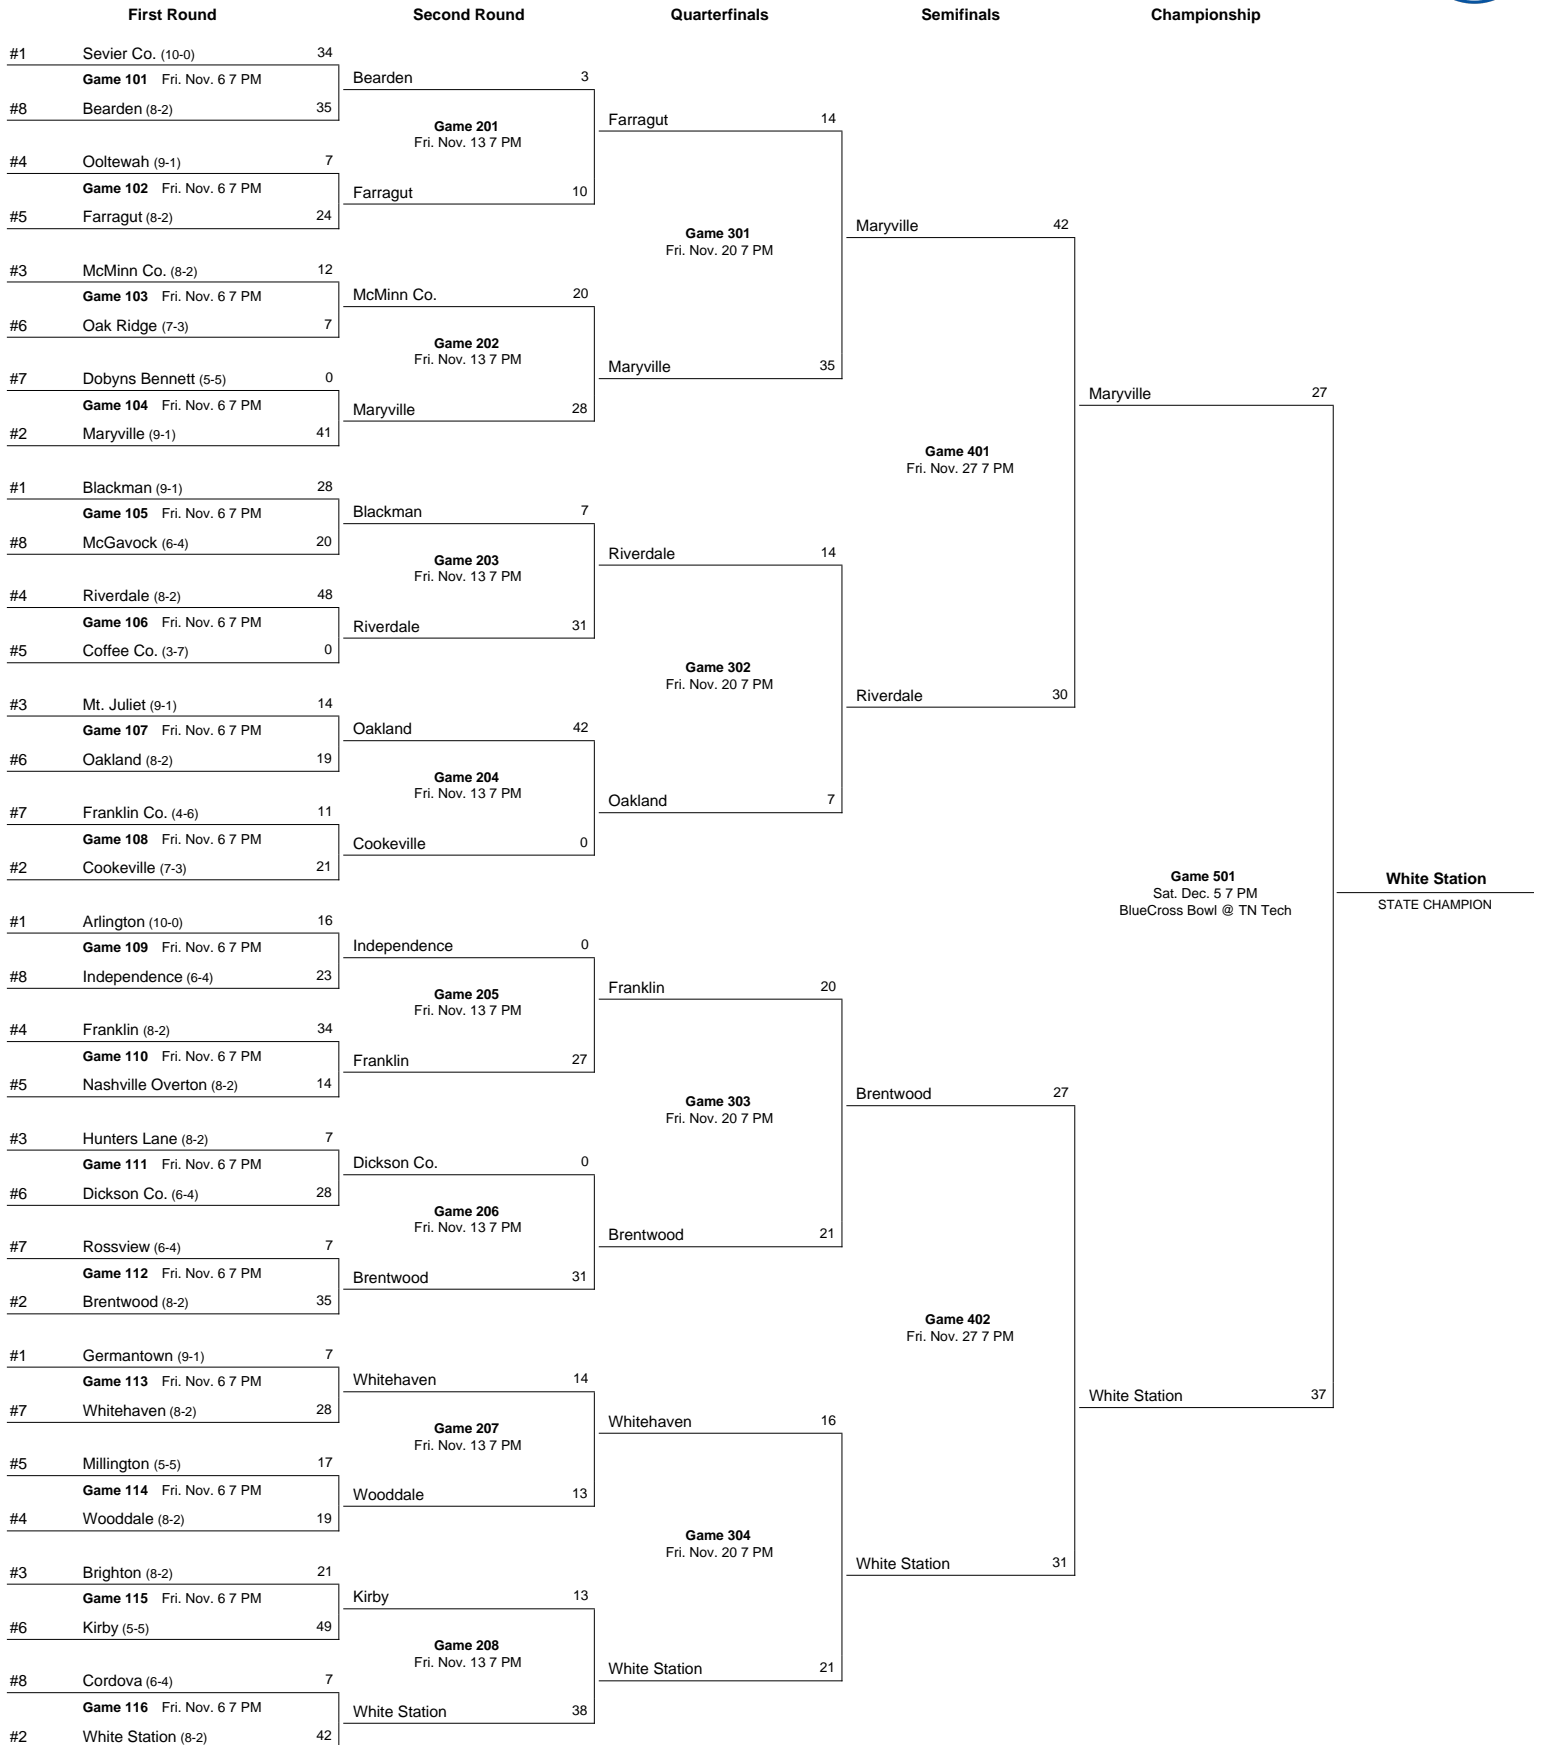 First Round
Second Round
Quarterfinals
Semifinals
Championship
#1 Sevier Co. (10-0) 34
Game 101 Fri. Nov. 6 7 PM
#8 Bearden (8-2) 35
#4 Ooltewah (9-1) 7
Game 102 Fri. Nov. 6 7 PM
#5 Farragut (8-2) 24
#3 McMinn Co. (8-2) 12
Game 103 Fri. Nov. 6 7 PM
#6 Oak Ridge (7-3) 7
#7 Dobyns Bennett (5-5) 0
Game 104 Fri. Nov. 6 7 PM
#2 Maryville (9-1) 41
#1 Blackman (9-1) 28
Game 105 Fri. Nov. 6 7 PM
#8 McGavock (6-4) 20
#4 Riverdale (8-2) 48
Game 106 Fri. Nov. 6 7 PM
#5 Coffee Co. (3-7) 0
#3 Mt. Juliet (9-1) 14
Game 107 Fri. Nov. 6 7 PM
#6 Oakland (8-2) 19
#7 Franklin Co. (4-6) 11
Game 108 Fri. Nov. 6 7 PM
#2 Cookeville (7-3) 21
#1 Arlington (10-0) 16
Game 109 Fri. Nov. 6 7 PM
#8 Independence (6-4) 23
#4 Franklin (8-2) 34
Game 110 Fri. Nov. 6 7 PM
#5 Nashville Overton (8-2) 14
#3 Hunters Lane (8-2) 7
Game 111 Fri. Nov. 6 7 PM
#6 Dickson Co. (6-4) 28
#7 Rossview (6-4) 7
Game 112 Fri. Nov. 6 7 PM
#2 Brentwood (8-2) 35
#1 Germantown (9-1) 7
Game 113 Fri. Nov. 6 7 PM
#7 Whitehaven (8-2) 28
#5 Millington (5-5) 17
Game 114 Fri. Nov. 6 7 PM
#4 Wooddale (8-2) 19
#3 Brighton (8-2) 21
Game 115 Fri. Nov. 6 7 PM
#6 Kirby (5-5) 49
#8 Cordova (6-4) 7
Game 116 Fri. Nov. 6 7 PM
#2 White Station (8-2) 42
Bearden 3
Game 201
Fri. Nov. 13 7 PM
Farragut 10
McMinn Co. 20
Game 202
Fri. Nov. 13 7 PM
Maryville 28
Blackman 7
Game 203
Fri. Nov. 13 7 PM
Riverdale 31
Oakland 42
Game 204
Fri. Nov. 13 7 PM
Cookeville 0
Independence 0
Game 205
Fri. Nov. 13 7 PM
Franklin 27
Dickson Co. 0
Game 206
Fri. Nov. 13 7 PM
Brentwood 31
Whitehaven 14
Game 207
Fri. Nov. 13 7 PM
Wooddale 13
Kirby 13
Game 208
Fri. Nov. 13 7 PM
White Station 38
Farragut 14
Game 301
Fri. Nov. 20 7 PM
Maryville 35
Riverdale 14
Game 302
Fri. Nov. 20 7 PM
Oakland 7
Franklin 20
Game 303
Fri. Nov. 20 7 PM
Brentwood 21
Whitehaven 16
Game 304
Fri. Nov. 20 7 PM
White Station 21
Maryville 42
Game 401
Fri. Nov. 27 7 PM
Riverdale 30
Brentwood 27
Game 402
Fri. Nov. 27 7 PM
White Station 31
Maryville 27
Game 501
Sat. Dec. 5 7 PM
BlueCross Bowl @ TN Tech
White Station 37
White Station
STATE CHAMPION